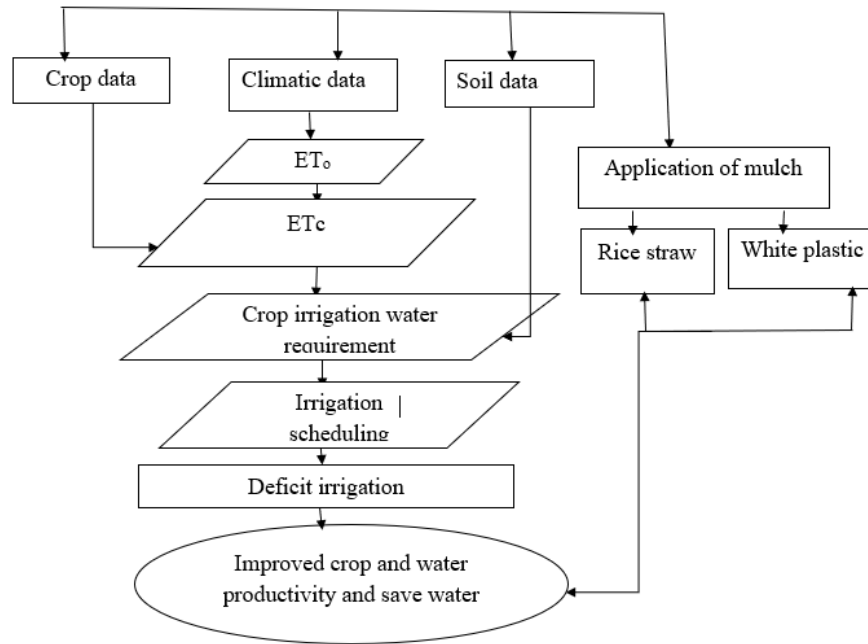 Crop data
Climatic data
Soil data
ETₒ
Application of mulch
ETc
Rice straw
White plastic
Crop irrigation water
requirement
Irrigation |
scheduling
Deficit irrigation
Improved crop and water
productivity and save water